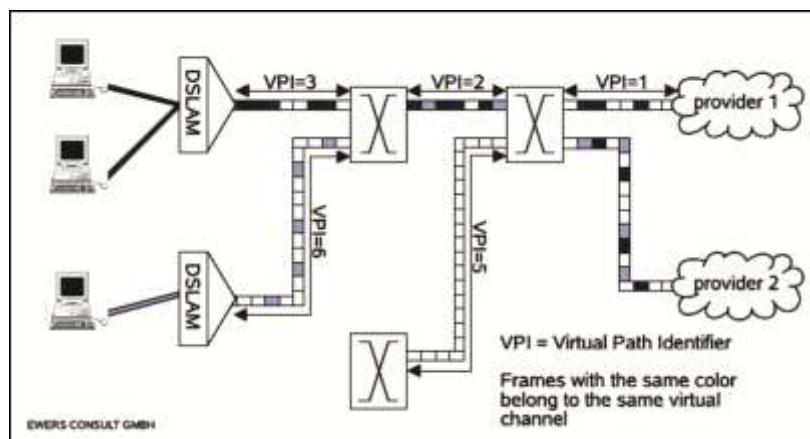 VPI=3
VPI=2
VPI=1
DSLAM
provider 1
VPI=6
VPI=5
DSLAM
provider 2
VPI = Virtual Path Identifier
Frames with the same color
belong to the same virtual
channel
EWERS CONSULT GMBH